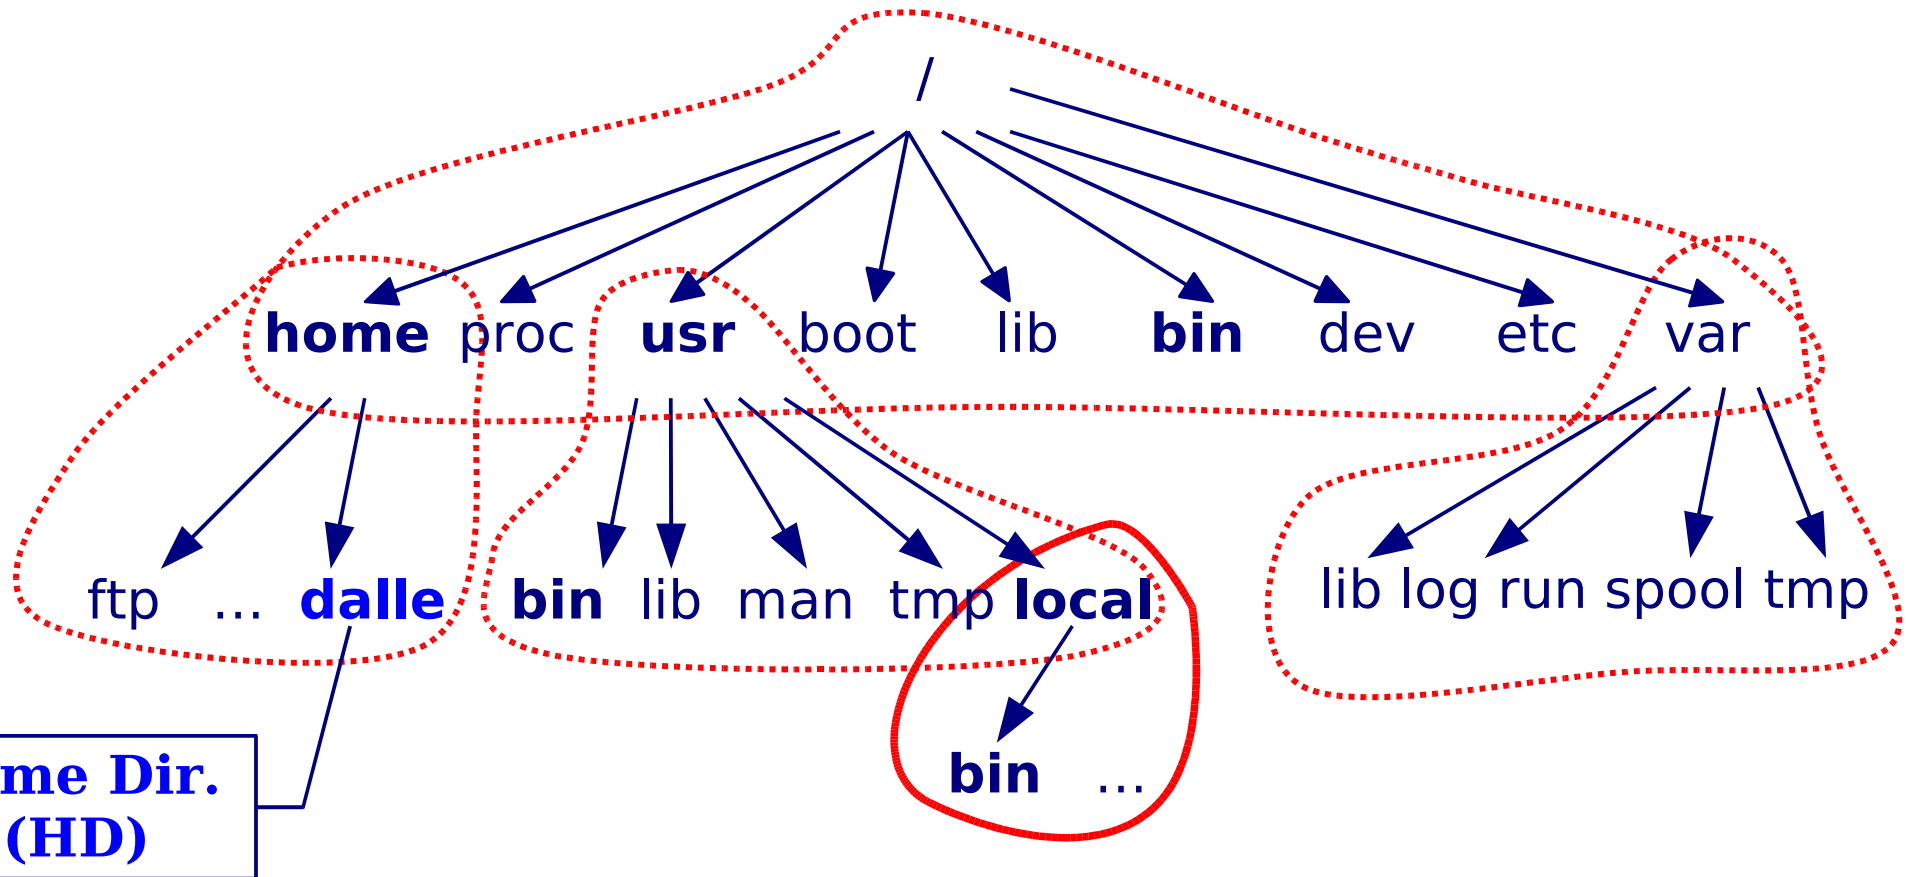 /
home proc usr boot lib bin dev etc var
ftp ... dalle bin lib man tmp local lib log run spool tmp
bin ...
me Dir.
(HD)